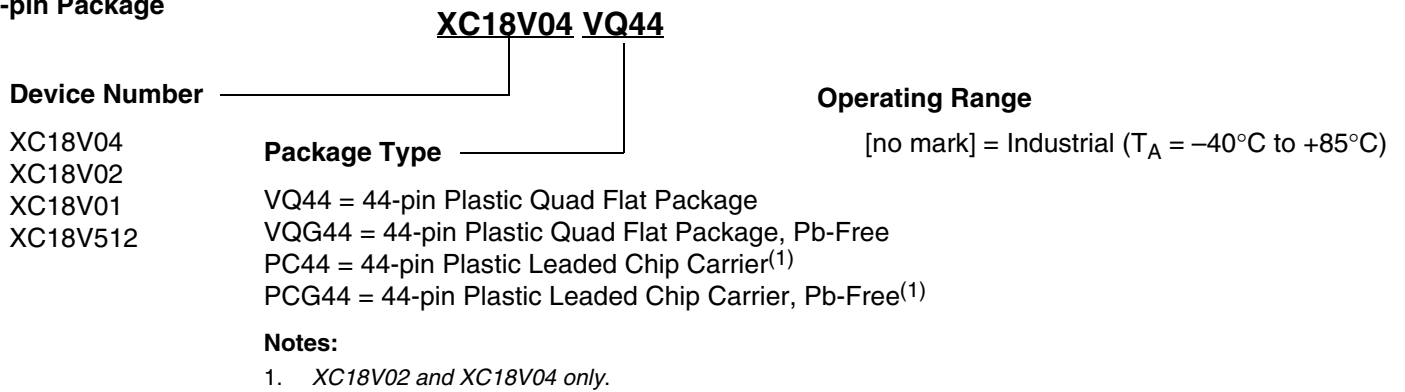 -pin Package
XC18V04 VQ44
Device Number
XC18V04
XC18V02
XC18V01
XC18V512
Package Type
VQ44 = 44-pin Plastic Quad Flat Package
VQG44 = 44-pin Plastic Quad Flat Package, Pb-Free
PC44 = 44-pin Plastic Leaded Chip Carrier(1)
PCG44 = 44-pin Plastic Leaded Chip Carrier, Pb-Free(1)
Notes:
1. XC18V02 and XC18V04 only.
Operating Range
[no mark] = Industrial (TA = –40°C to +85°C)